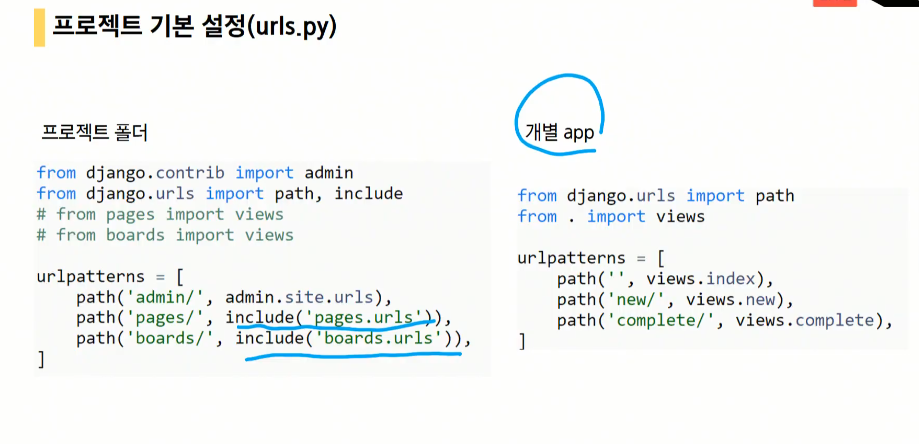 프로젝트 기본 설정(urls.py)
프로젝트 폴더
from django.contrib import admin
from django.urls import path, include
# from pages import views
# from boards import views
urlpatterns = [
    path('admin/', admin.site.urls),
    path('pages/', include('pages.urls')),
    path('boards/', include('boards.urls')),
]
개별 app
from django.urls import path
from . import views
urlpatterns = [
    path('', views.index),
    path('new/', views.new),
    path('complete/', views.complete),
]